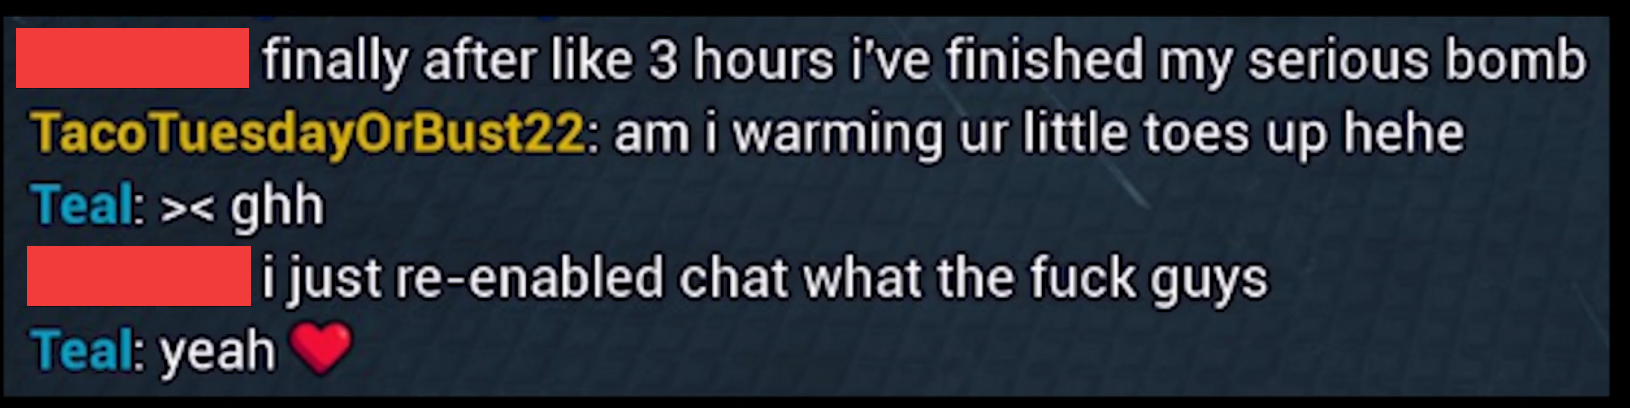 finally after like 3 hours i've finished my serious bomb
TacoTuesdayOrBust22: am i warming ur little toes up hehe
Teal: >< ghh
i just re-enabled chat what the fuck guys
Teal: yeah ❤️